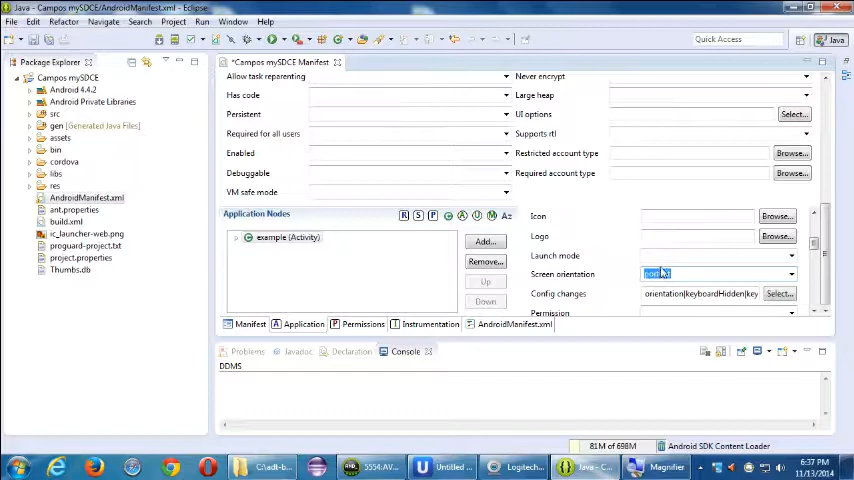 Java - Campos mySDCE/AndroidManifest.xml - Eclipse
File Edit Refactor Navigate Search Project Run Window Help
Quick Access
Java
Package Explorer
*Campos mySDCE Manifest
Campos mySDCE
Android 4.4.2
Android Private Libraries
src
gen [Generated Java Files]
assets
bin
cordova
libs
res
AndroidManifest.xml
ant.properties
build.xml
ic_launcher-web.png
proguard-project.txt
project.properties
Thumbs.db
Allow task reparenting
Never encrypt
Has code
Large heap
Persistent
UI options
Select...
Required for all users
Supports rtl
Enabled
Restricted account type
Browse...
Debuggable
Required account type
Browse...
VM safe mode
Application Nodes
R S P C A U M Az
Icon
Browse...
example (Activity)
Add...
Logo
Browse...
Remove...
Launch mode
Up
Screen orientation
Down
Config changes
orientation|keyboardHidden|key
Select...
Permission
Manifest
A Application
P Permissions
I Instrumentation
AndroidManifest.xml
Problems
Javadoc
Declaration
Console
DDMS
81M of 698M
Android SDK Content Loader
C:\adt-b...
5554:AV...
Untitled ...
Logitech...
Java - C...
Magnifier
6:37 PM
11/13/2014